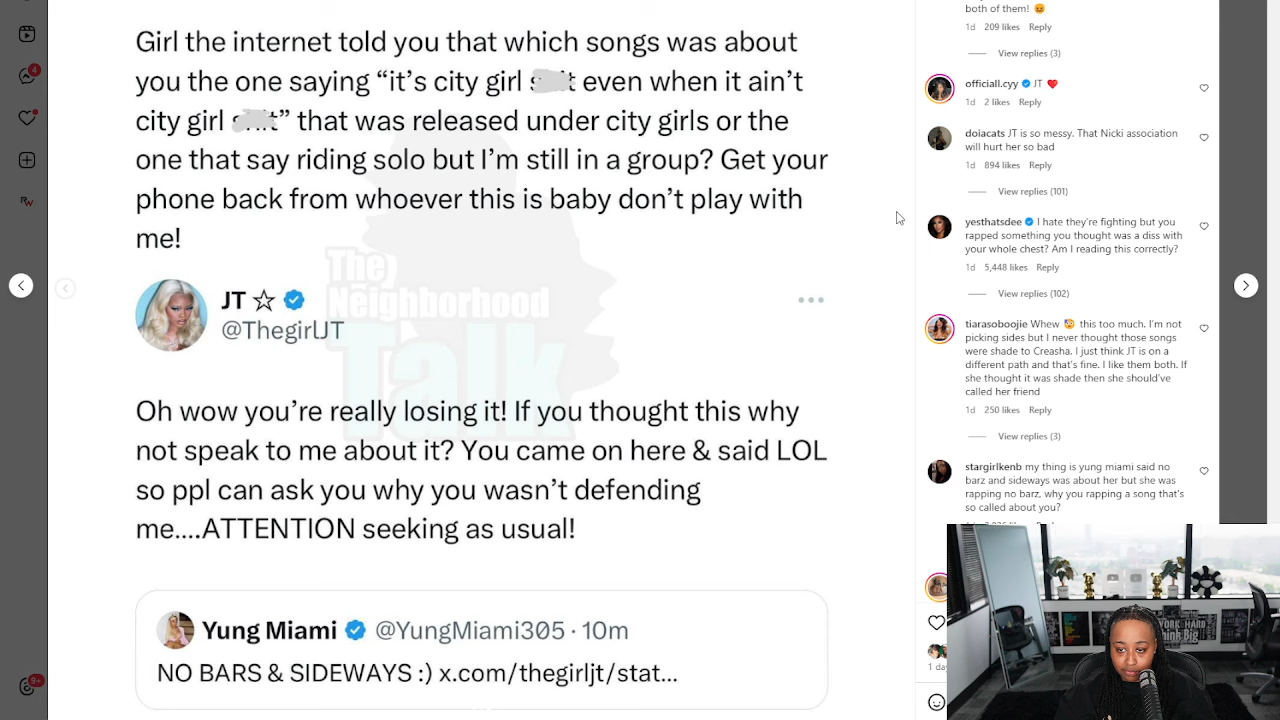 Girl the internet told you that which songs was about
you the one saying “it’s city girl even when it ain’t
city girl ” that was released under city girls or the
one that say riding solo but I’m still in a group? Get your
phone back from whoever this is baby don’t play with
me!
The
Neighborhood
Talk
JT ☆
@ThegirlJT
Oh wow you’re really losing it! If you thought this why
not speak to me about it? You came on here & said LOL
so ppl can ask you why you wasn’t defending
me....ATTENTION seeking as usual!
Yung Miami @YungMiami305 · 10m
NO BARS & SIDEWAYS :) x.com/thegirljt/stat...
4
RW
9+
both of them! 😡
1d 209 likes Reply
View replies (3)
officiall.cyy JT ❤️
1d 2 likes Reply
doiacats JT is so messy. That Nicki association
will hurt her so bad
1d 894 likes Reply
View replies (101)
yesthatsdee I hate they’re fighting but you
rapped something you thought was a diss with
your whole chest? Am I reading this correctly?
1d 5,448 likes Reply
View replies (102)
tiarasoboojie Whew this too much. I’m not
picking sides but I never thought those songs
were shade to Creasha. I just think JT is on a
different path and that’s fine. I like them both. If
she thought it was shade then she should’ve
called her friend
1d 250 likes Reply
View replies (3)
stargirlkenb my thing is yung miami said no
barz and sideways was about her but she was
rapping no barz, why you rapping a song that’s
so called about you?
1 day
WORK HARD
Think Big